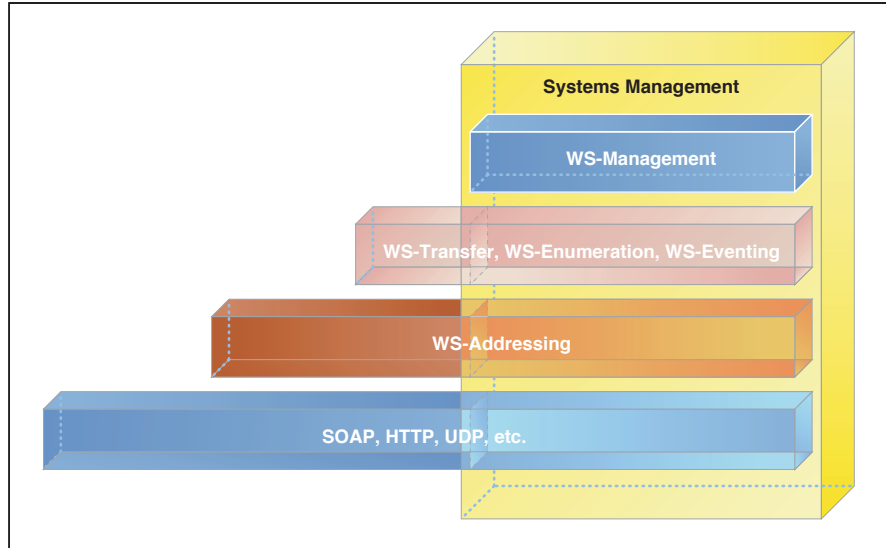 Systems Management
WS-Management
WS-Transfer, WS-Enumeration, WS-Eventing
WS-Addressing
SOAP, HTTP, UDP, etc.